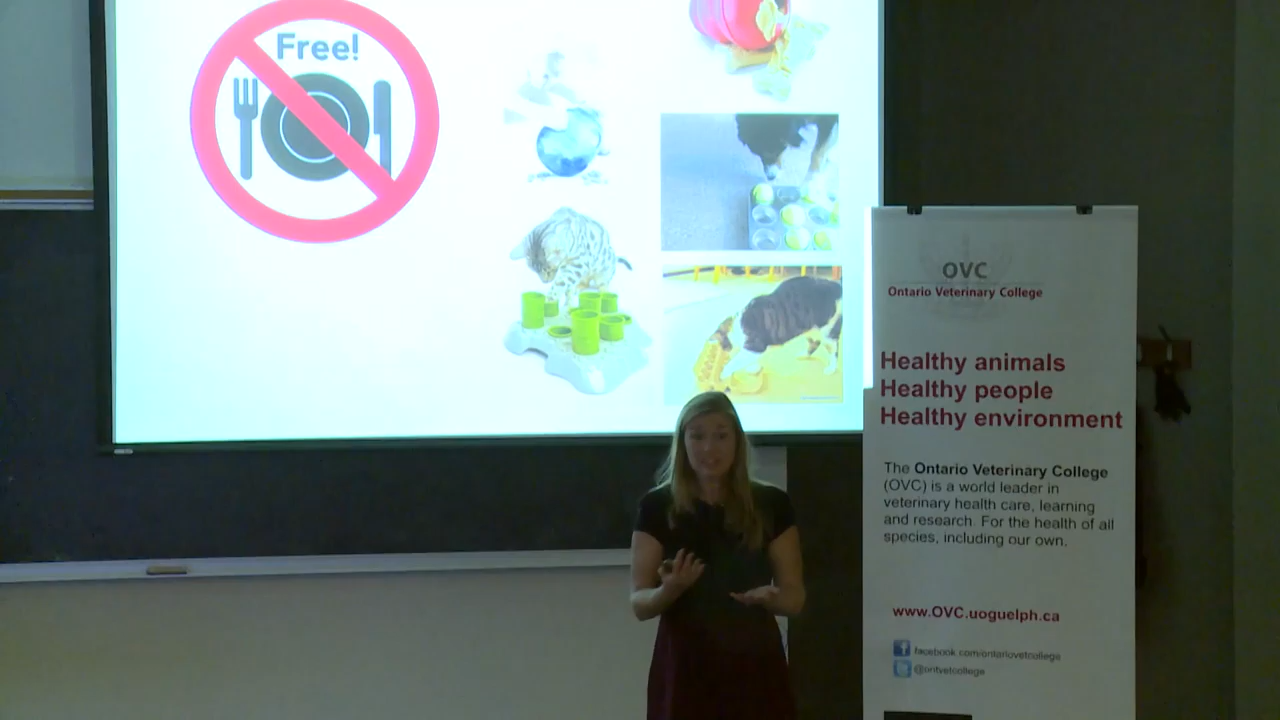 Free!
OVC
Ontario Veterinary College
Healthy animals
Healthy people
Healthy environment
The Ontario Veterinary College
(OVC) is a world leader in
veterinary health care, learning
and research. For the health of all
species, including our own.
www.OVC.uoguelph.ca
facebook.com/ontariovetcollege
@ontvetcollege